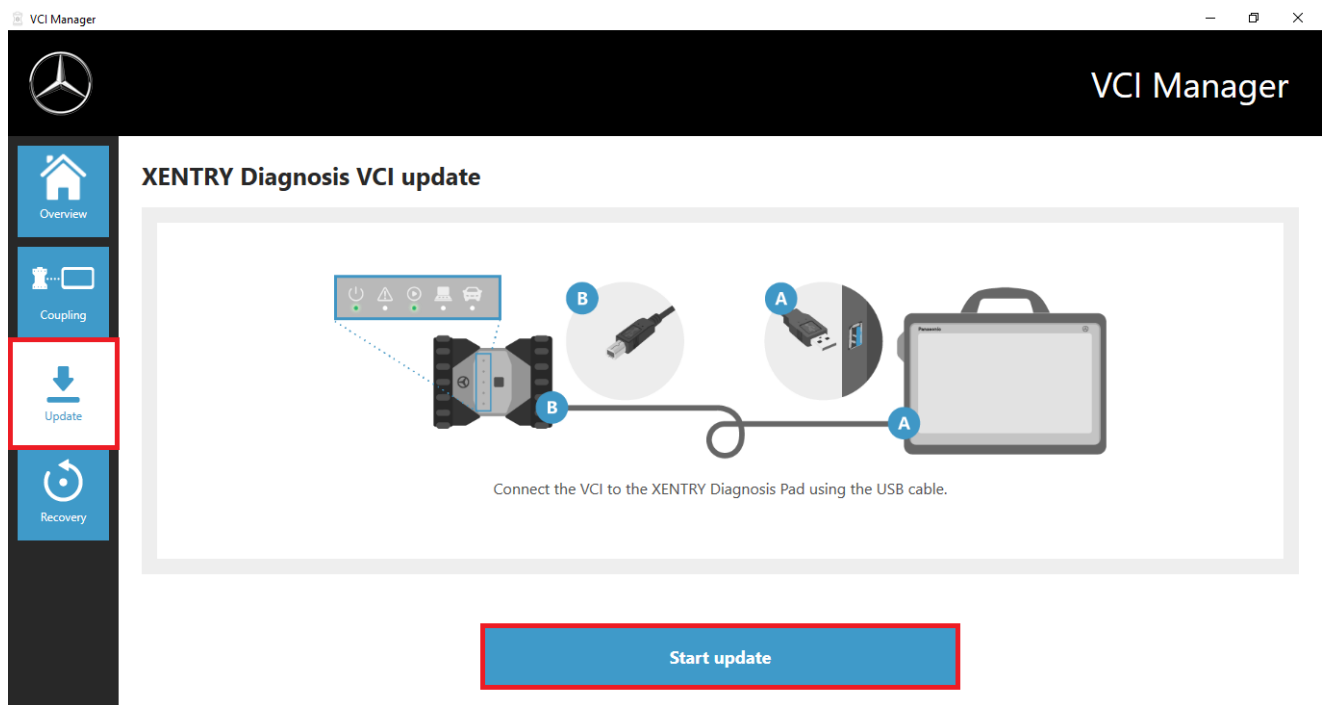 VCI Manager
VCI Manager
Overview
Coupling
Update
Recovery
XENTRY Diagnosis VCI update
B
A
Panasonic
B
A
Connect the VCI to the XENTRY Diagnosis Pad using the USB cable.
Start update